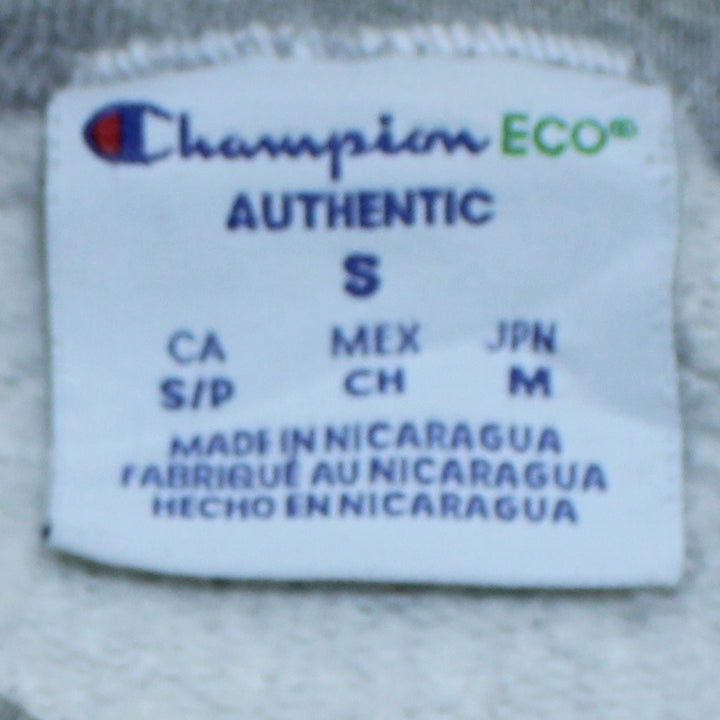 Champion ECO®
AUTHENTIC
S
CA MEX JPN
S/P CH M
MADE IN NICARAGUA
FABRIQUÉ AU NICARAGUA
HECHO EN NICARAGUA